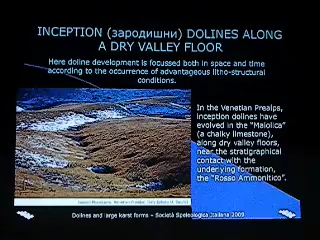 INCEPTION (зародишни) DOLINES ALONG
A DRY VALLEY FLOOR
Here doline development is focussed both in space and time
according to the occurrence of advantageous litho-structural
conditions.
In the Venetian Prealps,
inception dolines have
evolved in the "Maiolica"
(a chalky limestone),
along dry valley floors,
near the stratigraphical
contact with the
underlying formation,
the "Rosso Ammonitico".
Dolines and large karst forms – Società Speleologica Italiana 2009